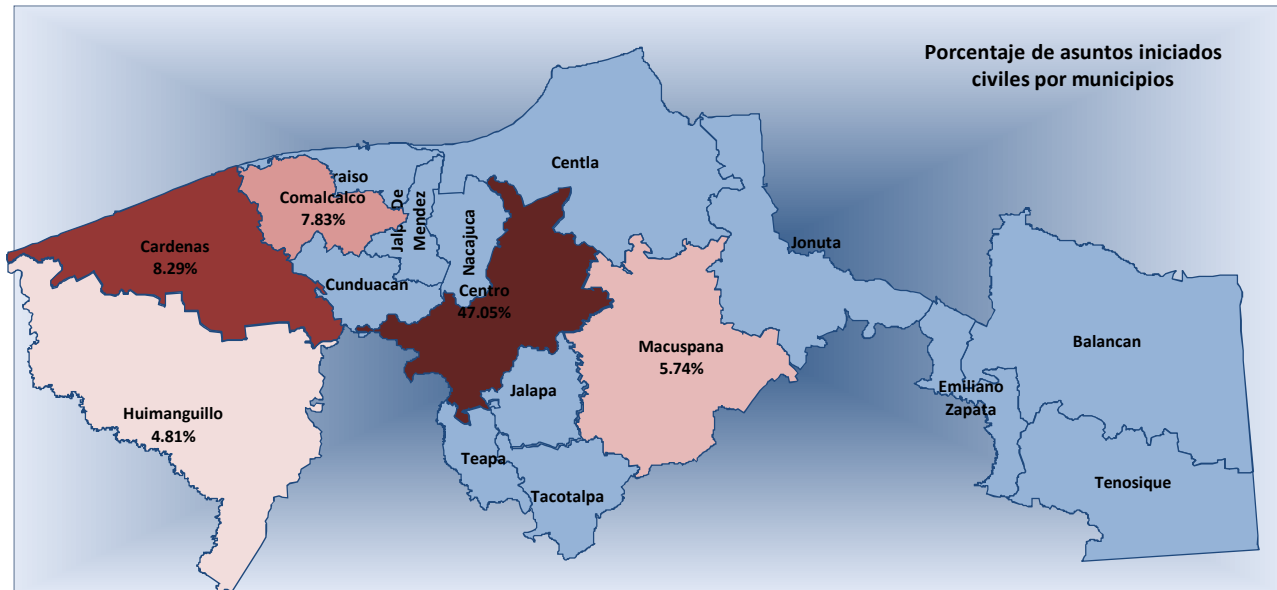 Porcentaje de asuntos iniciados
civiles por municipios
Centla
raiso
Comalcalco
7.83%
Jalp De
Mendez
Nacajuca
Cardenas
8.29%
Jonuta
Cunduacan
Centro
47.05%
Macuspana
5.74%
Balancan
Jalapa
Emiliano
Zapata
Huimanguillo
4.81%
Teapa
Tacotalpa
Tenosique